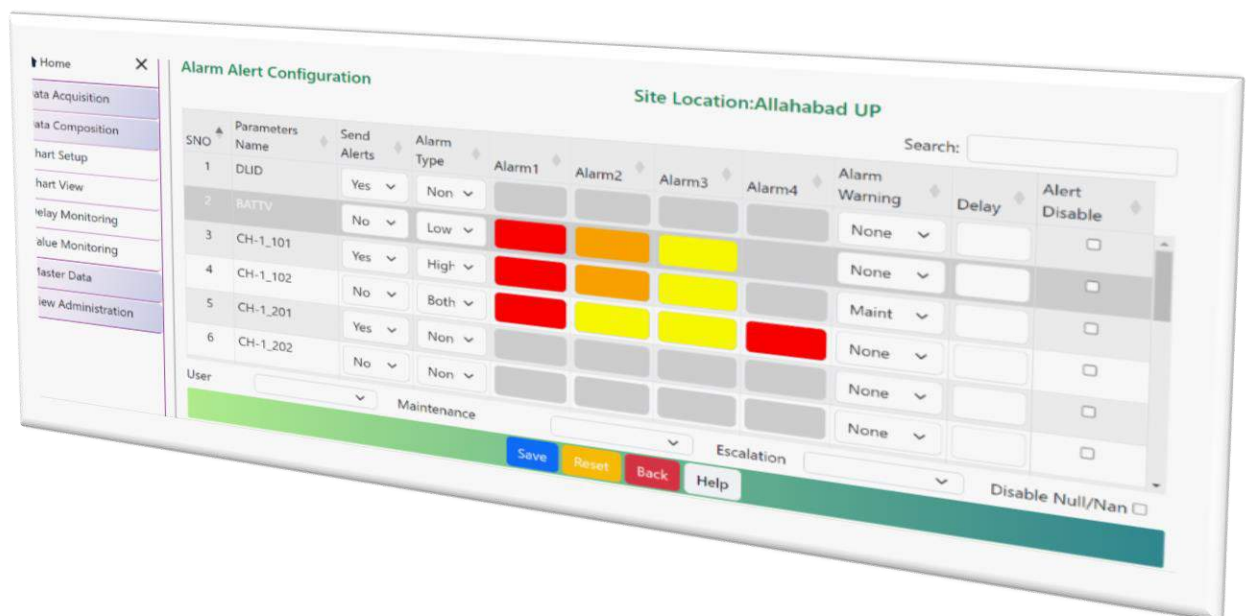 Home X
Alarm Alert Configuration
Site Location:Allahabad UP
ata Acquisition
ata Composition
hart Setup
hart View
elay Monitoring
alue Monitoring
Master Data
iew Administration
Search:
SNO Parameters Name Send Alerts Alarm Type Alarm1 Alarm2 Alarm3 Alarm4 Alarm Warning Delay Alert Disable
1 DLID Yes Non None
2 BATTV No Low None
3 CH-1_101 Yes High Maint
4 CH-1_102 No Both None
5 CH-1_201 Yes Non None
6 CH-1_202 No Non None
User Maintenance Escalation Disable Null/Nan
Save Reset Back Help